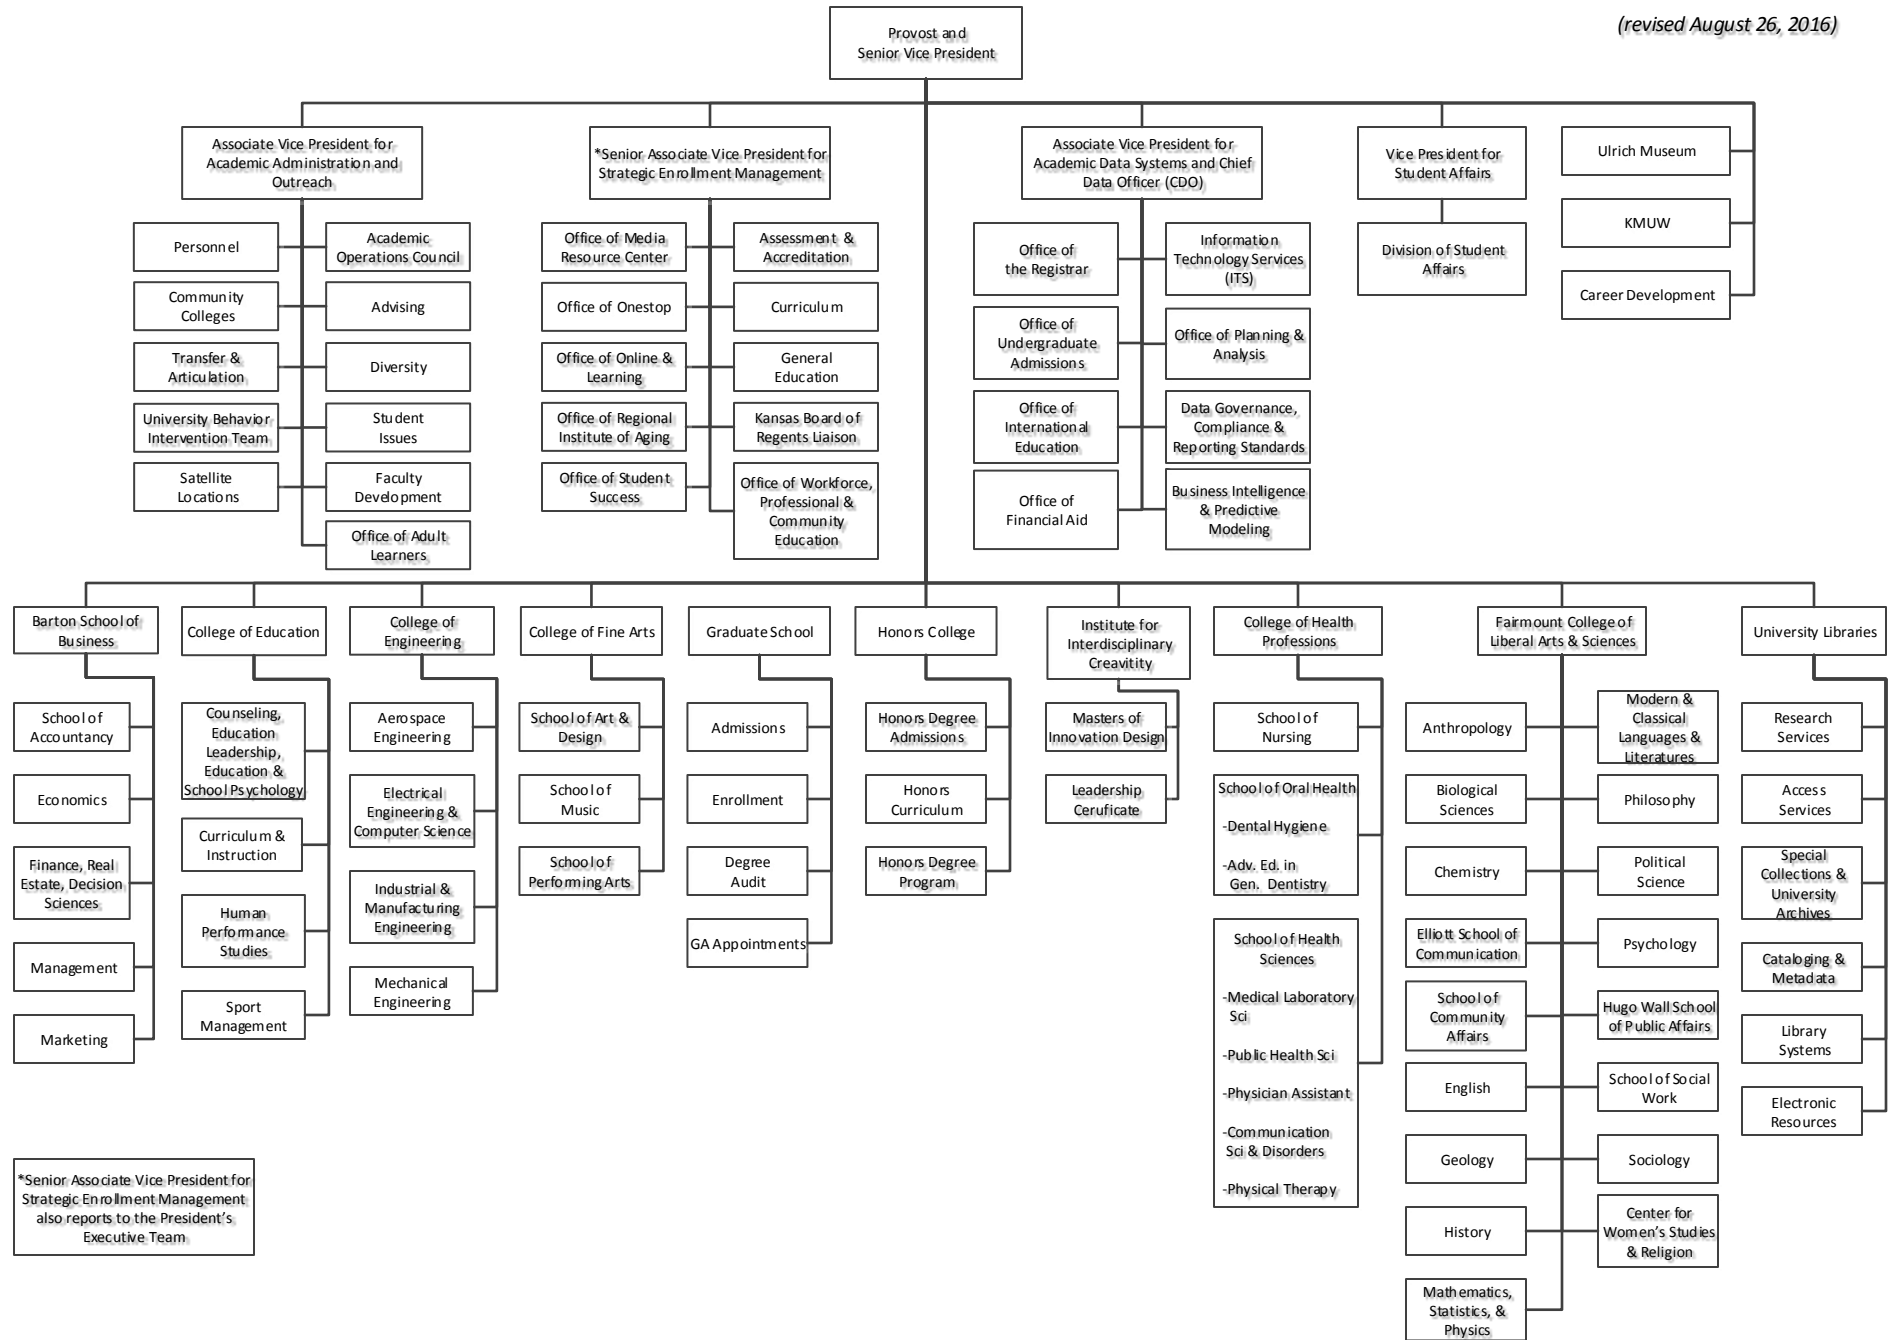 (revised August 26, 2016)
Provost and
Senior Vice President
Associate Vice President for
Academic Administration and
Outreach
*Senior Associate Vice President for
Strategic Enrollment Management
Associate Vice President for
Academic Data Systems and Chief
Data Officer (CDO)
Vice President for
Student Affairs
Ulrich Museum
KMUW
Career Development
Personnel
Academic
Operations Council
Community
Colleges
Advising
Transfer &
Articulation
Diversity
University Behavior
Intervention Team
Student
Issues
Satellite
Locations
Faculty
Development
Office of Adult
Learners
Office of Media
Resource Center
Assessment &
Accreditation
Office of Onestop
Curriculum
Office of Online &
Learning
General
Education
Office of Regional
Institute of Aging
Kansas Board of
Regents Liaison
Office of Student
Success
Office of Workforce,
Professional &
Community
Education
Office of
the Registrar
Information
Technology Services
(ITS)
Office of
Undergraduate
Admissions
Office of Planning &
Analysis
Office of
International
Education
Data Governance,
Compliance &
Reporting Standards
Office of
Financial Aid
Business Intelligence
& Predictive
Modeling
Division of Student
Affairs
Barton School of
Business
School of
Accountancy
Economics
Finance, Real
Estate, Decision
Sciences
Management
Marketing
College of Education
Counseling,
Education
Leadership,
Education &
School Psychology
Curriculum &
Instruction
Human
Performance
Studies
Sport
Management
College of
Engineering
Aerospace
Engineering
Electrical
Engineering &
Computer Science
Industrial &
Manufacturing
Engineering
Mechanical
Engineering
College of Fine Arts
School of Art &
Design
School of
Music
School of
Performing Arts
Graduate School
Admissions
Enrollment
Degree
Audit
GA Appointments
Honors College
Honors Degree
Admissions
Honors
Curriculum
Honors Degree
Program
Institute for
Interdisciplinary
Creavitity
Masters of
Innovation Design
Leadership
Ceruficate
College of Health
Professions
School of
Nursing
School of Oral Health
-Dental Hygiene
-Adv. Ed. in
Gen. Dentistry
School of Health
Sciences
-Medical Laboratory
Sci
-Public Health Sci
-Physician Assistant
-Communication
Sci & Disorders
-Physical Therapy
Fairmount College of
Liberal Arts & Sciences
Anthropology
Modern &
Classical
Languages &
Literatures
Biological
Sciences
Philosophy
Chemistry
Political
Science
Elliott School of
Communication
Psychology
School of
Community
Affairs
Hugo Wall School
of Public Affairs
English
School of Social
Work
Geology
Sociology
History
Center for
Women's Studies
& Religion
Mathematics,
Statistics, &
Physics
University Libraries
Research
Services
Access
Services
Special
Collections &
University
Archives
Cataloging &
Metadata
Library
Systems
Electronic
Resources
*Senior Associate Vice President for
Strategic Enrollment Management
also reports to the President's
Executive Team